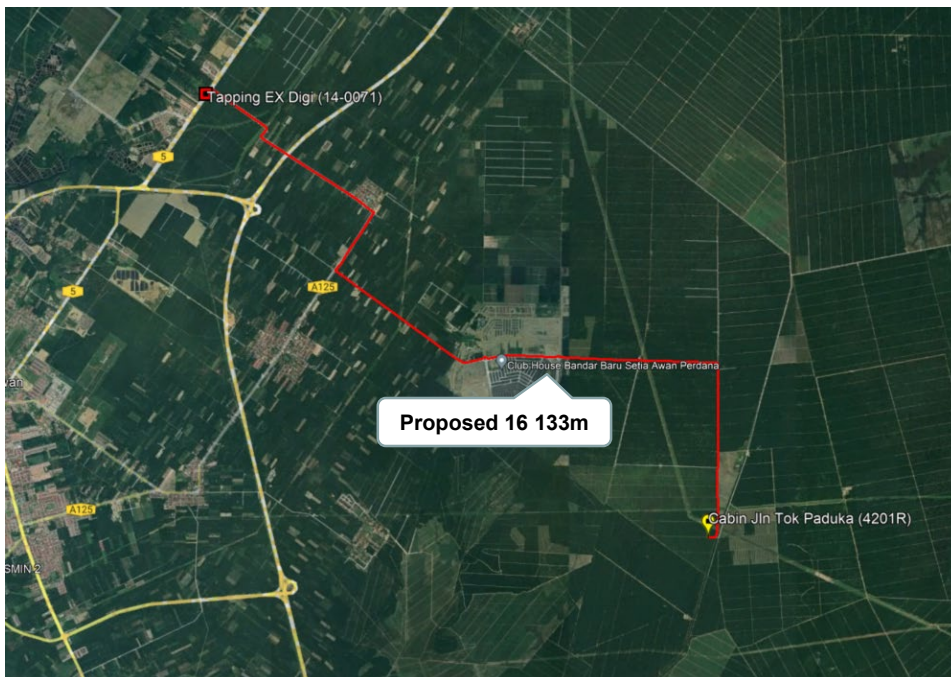 Tapping EX Digi (14-0071)
5
A125
5
Club House Bandar Baru Setia Awan Perdana
Proposed 16 133m
A125
Cabin Jln Tok Paduka (4201R)